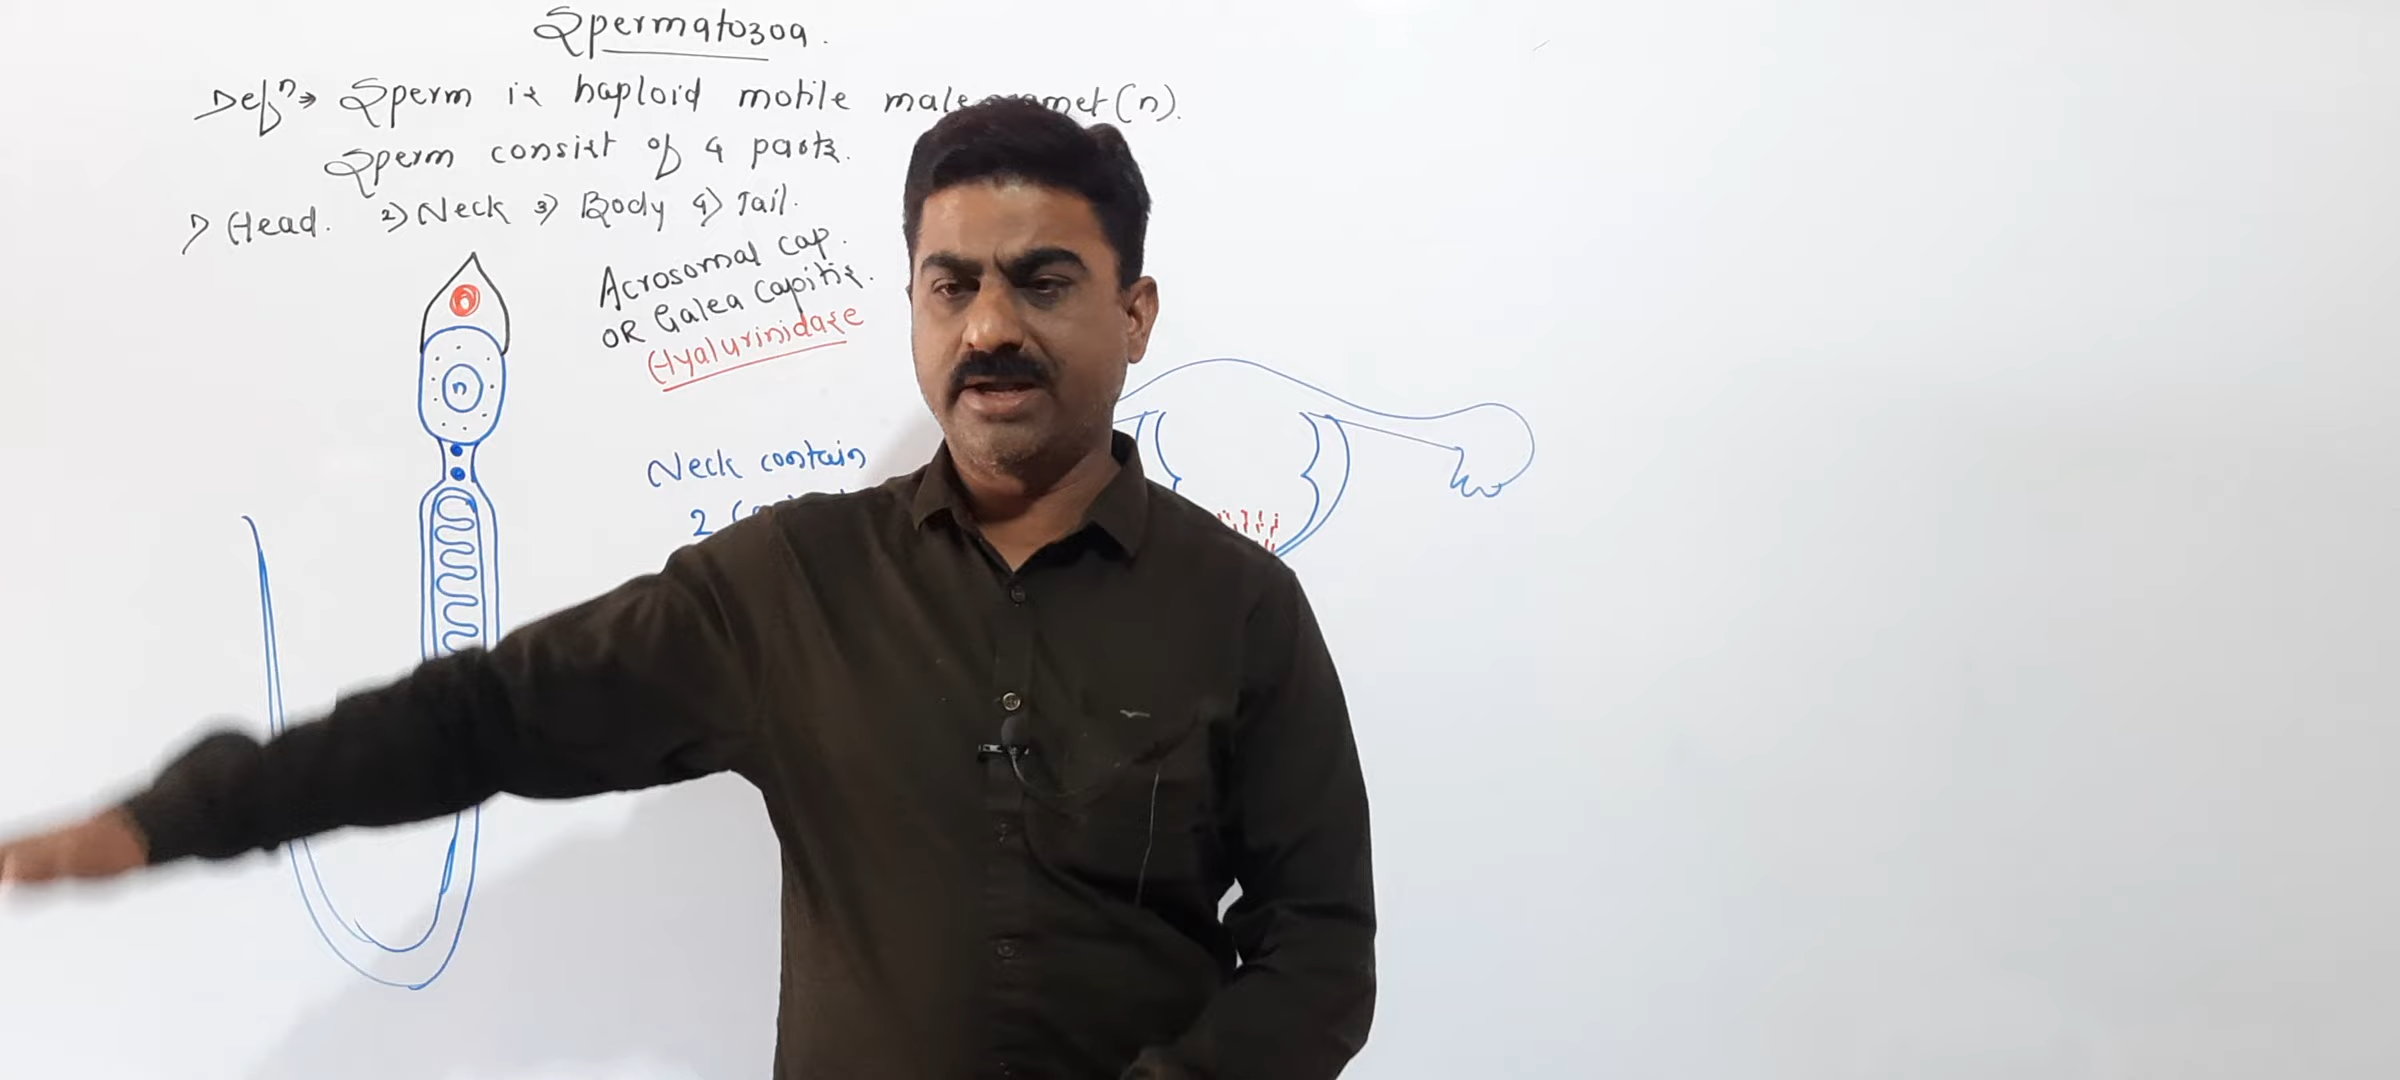 Spermatozoa.
Defⁿ→ Sperm is haploid motile male gamet (n).
Sperm consist of 4 parts.
1) Head. 2) Neck 3) Body 4) Tail.
Acrosomal cap.
OR Galea capitis.
Hyalurinidase
n
Neck contain
2